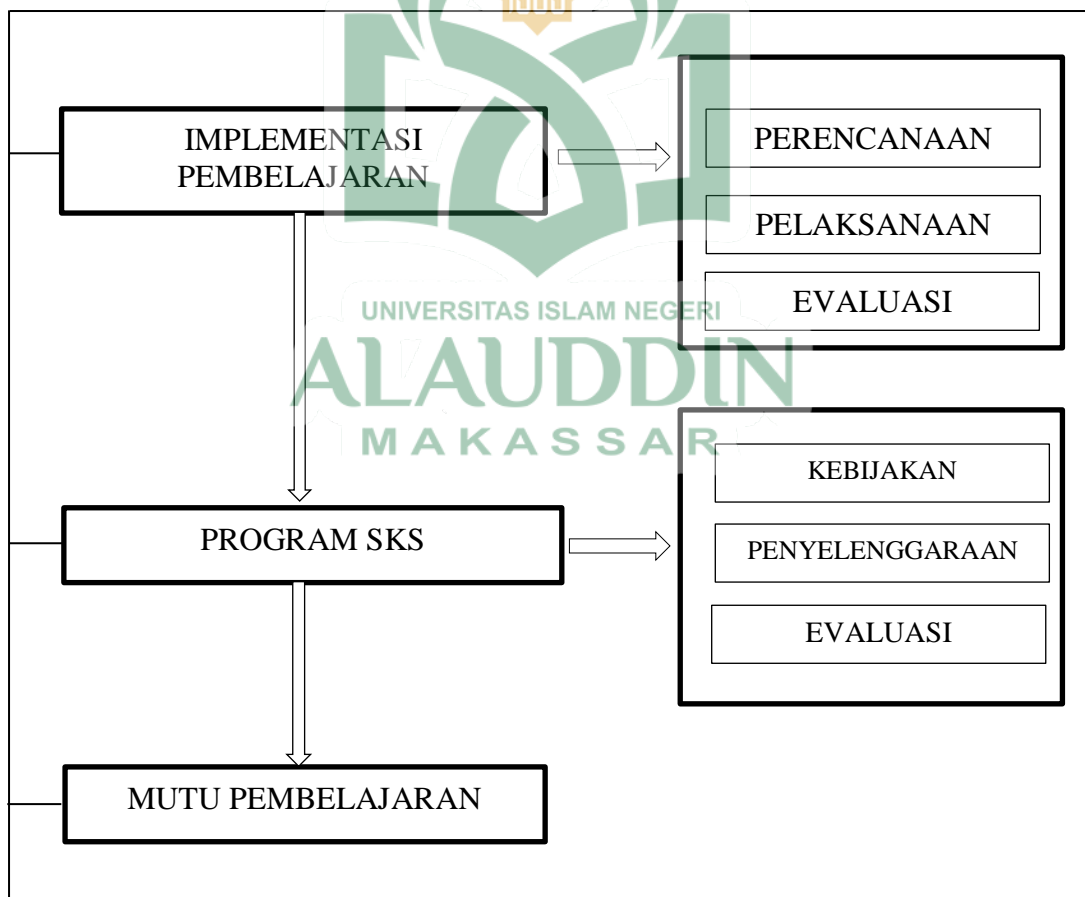 IMPLEMENTASI
PEMBELAJARAN
PERENCANAAN
PELAKSANAAN
EVALUASI
UNIVERSITAS ISLAM NEGERI
ALAUDDIN
MAKASSAR
PROGRAM SKS
KEBIJAKAN
PENYELENGGARAAN
EVALUASI
MUTU PEMBELAJARAN